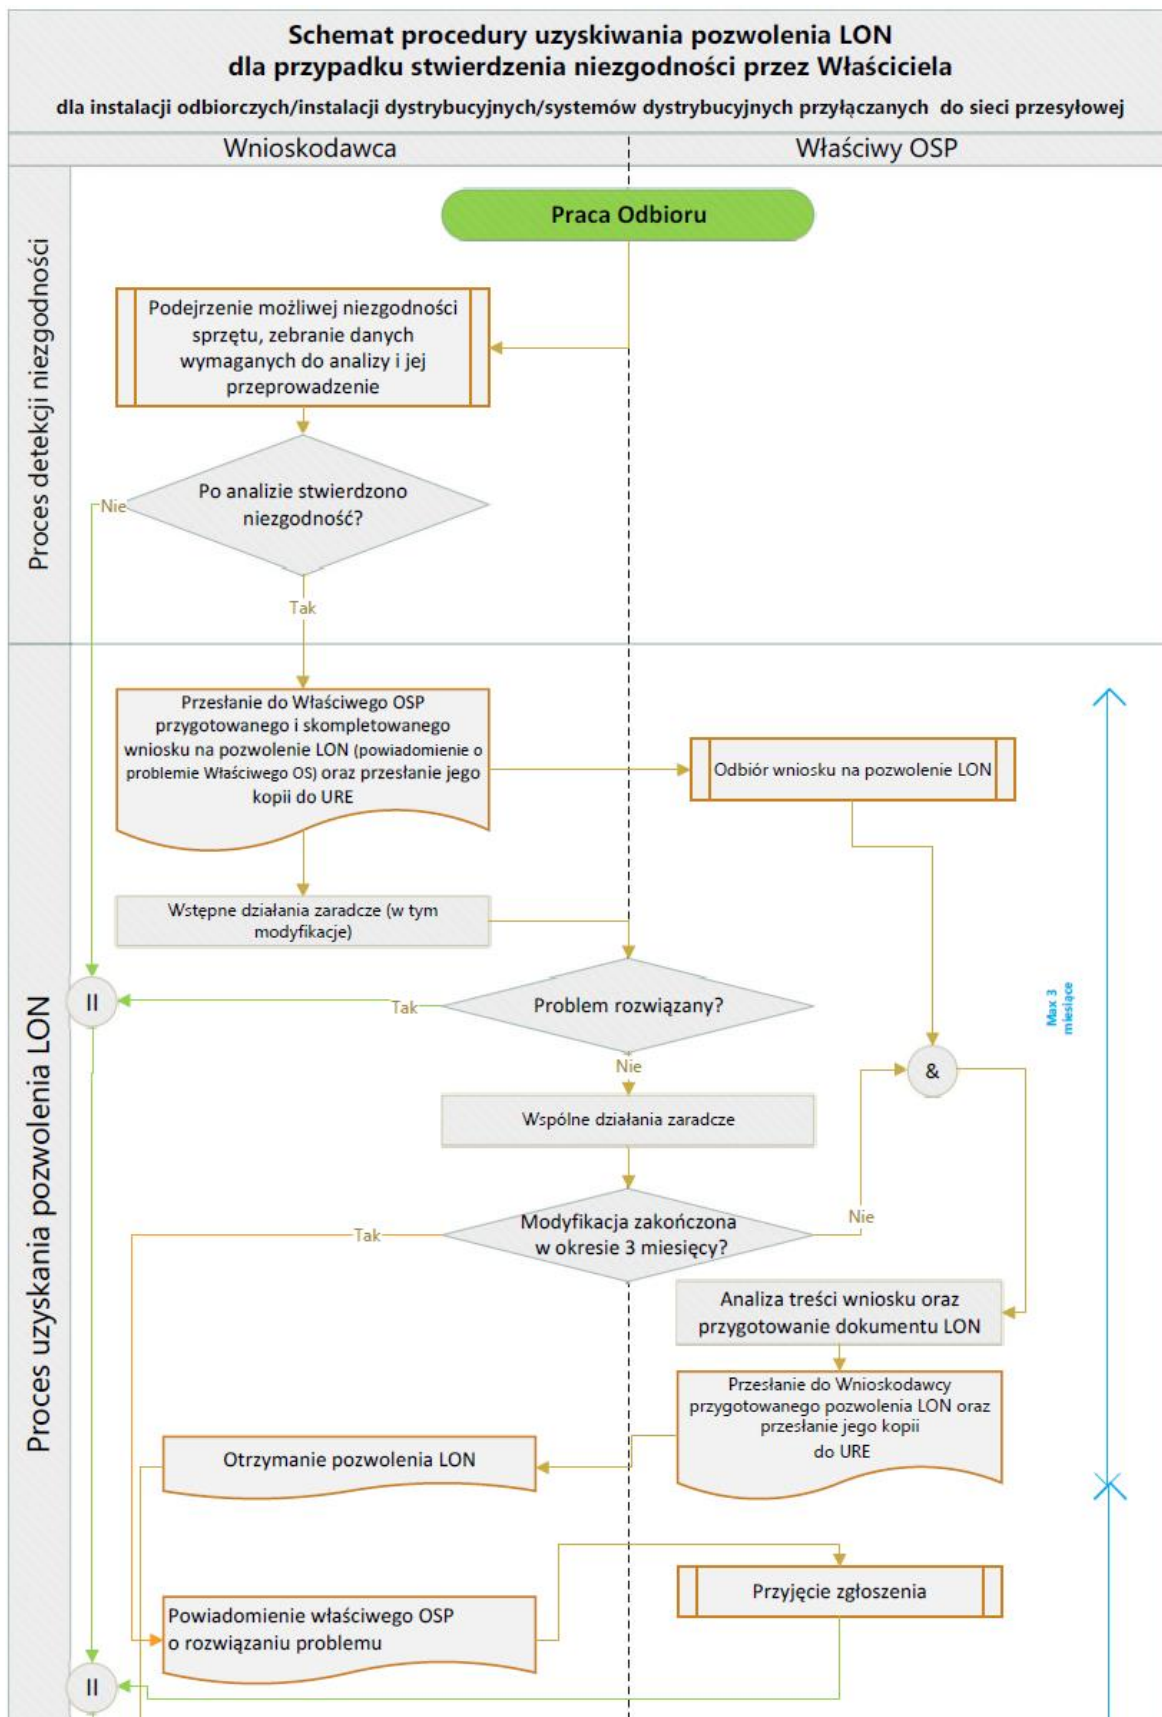 Schemat procedury uzyskiwania pozwolenia LON
dla przypadku stwierdzenia niezgodności przez Właściciela
dla instalacji odbiorczych/instalacji dystrybucyjnych/systemów dystrybucyjnych przyłączanych do sieci przesyłowej
Wnioskodawca
Właściwy OSP
Proces detekcji niezgodności
Praca Odbioru
Podejrzenie możliwej niezgodności
sprzętu, zebranie danych
wymaganych do analizy i jej
przeprowadzenie
Po analizie stwierdzono
niezgodność?
Nie
Tak
Proces uzyskania pozwolenia LON
Przesłanie do Właściwego OSP
przygotowanego i skompletowanego
wniosku na pozwolenie LON (powiadomienie o
problemie Właściwego OS) oraz przesłanie jego
kopii do URE
Odbiór wniosku na pozwolenie LON
Wstępne działania zaradcze (w tym
modyfikacje)
II
Tak
Problem rozwiązany?
Max 3
miesiące
Nie
&
Wspólne działania zaradcze
Modyfikacja zakończona
w okresie 3 miesięcy?
Tak
Nie
Analiza treści wniosku oraz
przygotowanie dokumentu LON
Przesłanie do Wnioskodawcy
przygotowanego pozwolenia LON oraz
przesłanie jego kopii
do URE
Otrzymanie pozwolenia LON
Przyjęcie zgłoszenia
Powiadomienie właściwego OSP
o rozwiązaniu problemu
II